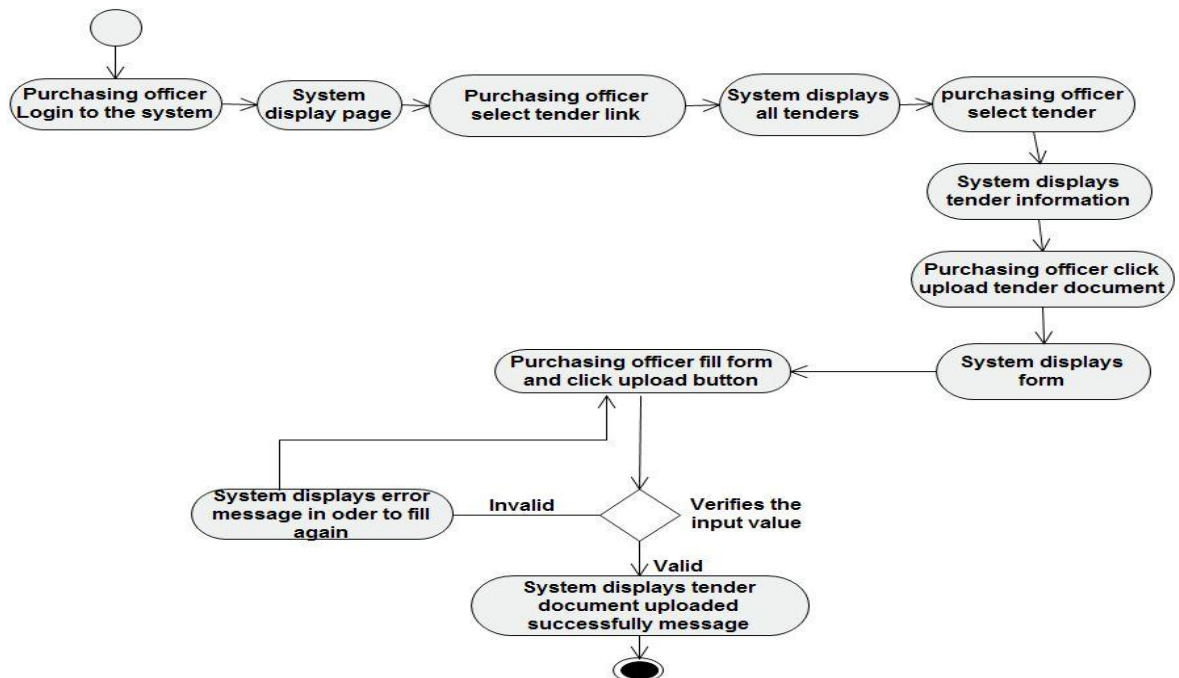 Purchasing officer
Login to the system
System
display page
Purchasing officer
select tender link
System displays
all tenders
purchasing officer
select tender
System displays
tender information
Purchasing officer click
upload tender document
System displays
form
Purchasing officer fill form
and click upload button
Verifies the
input value
Invalid
System displays error
message in oder to fill
again
Valid
System displays tender
document uploaded
successfully message